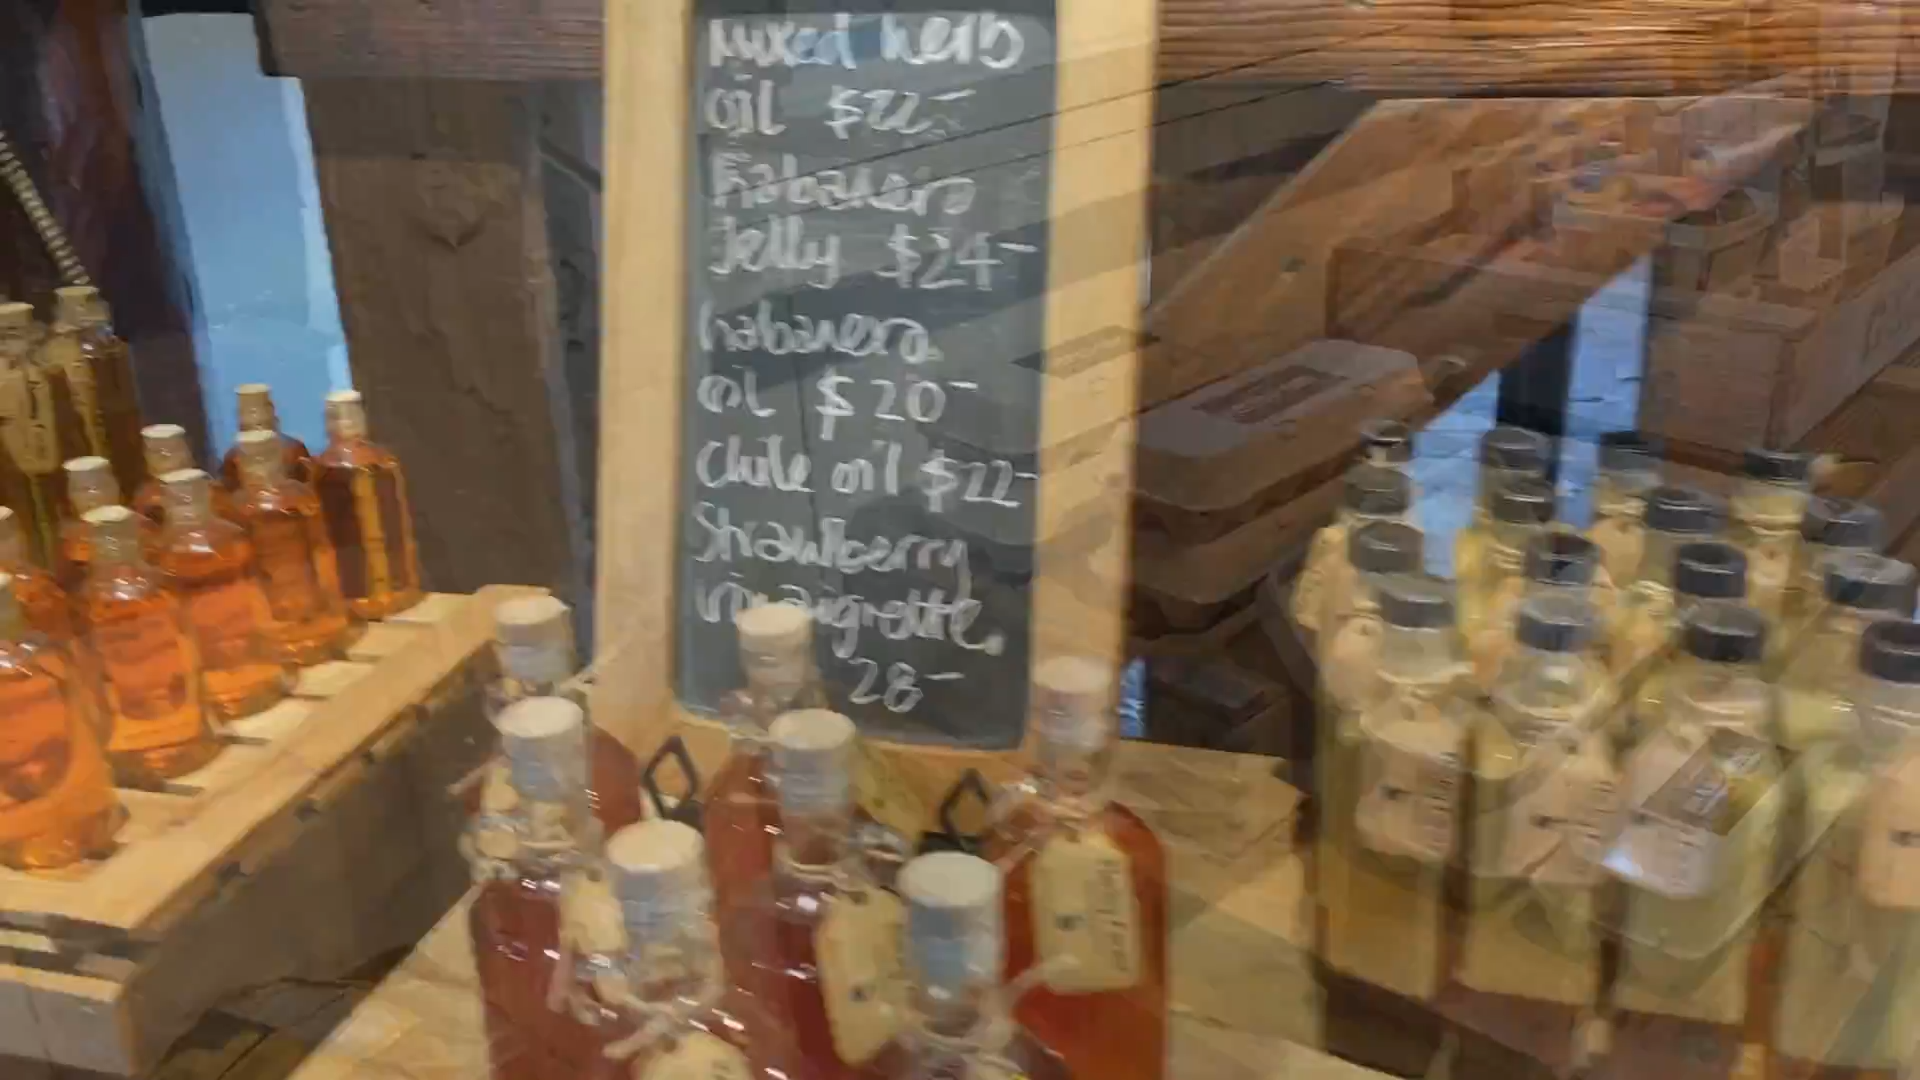 Mixed herb
oil $22-
habanero
Jelly $24-
habanero
oil $20-
Chile oil $22-
Strawberry
vinaigrette
28-